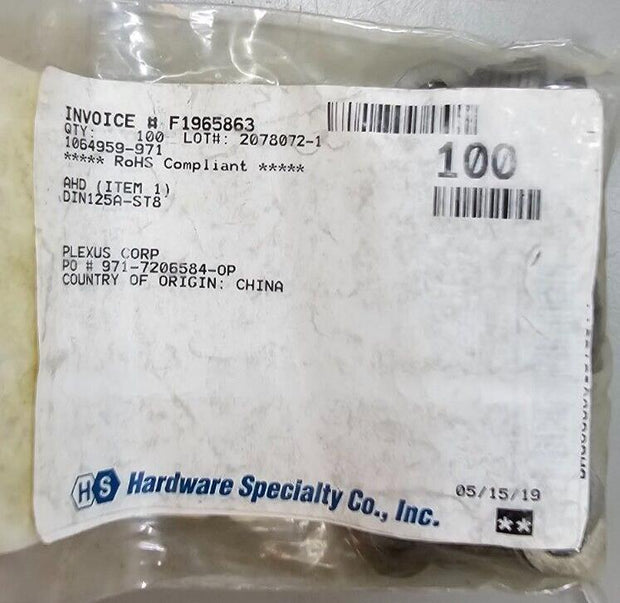 INVOICE # F1965863
QTY: 100 LOT#: 2078072-1
1064959-971
***** RoHS Compliant *****
100
AHD (ITEM 1)
DIN125A-ST8
PLEXUS CORP
PO # 971-7206584-OP
COUNTRY OF ORIGIN: CHINA
HS Hardware Specialty Co., Inc.
05/15/19
**